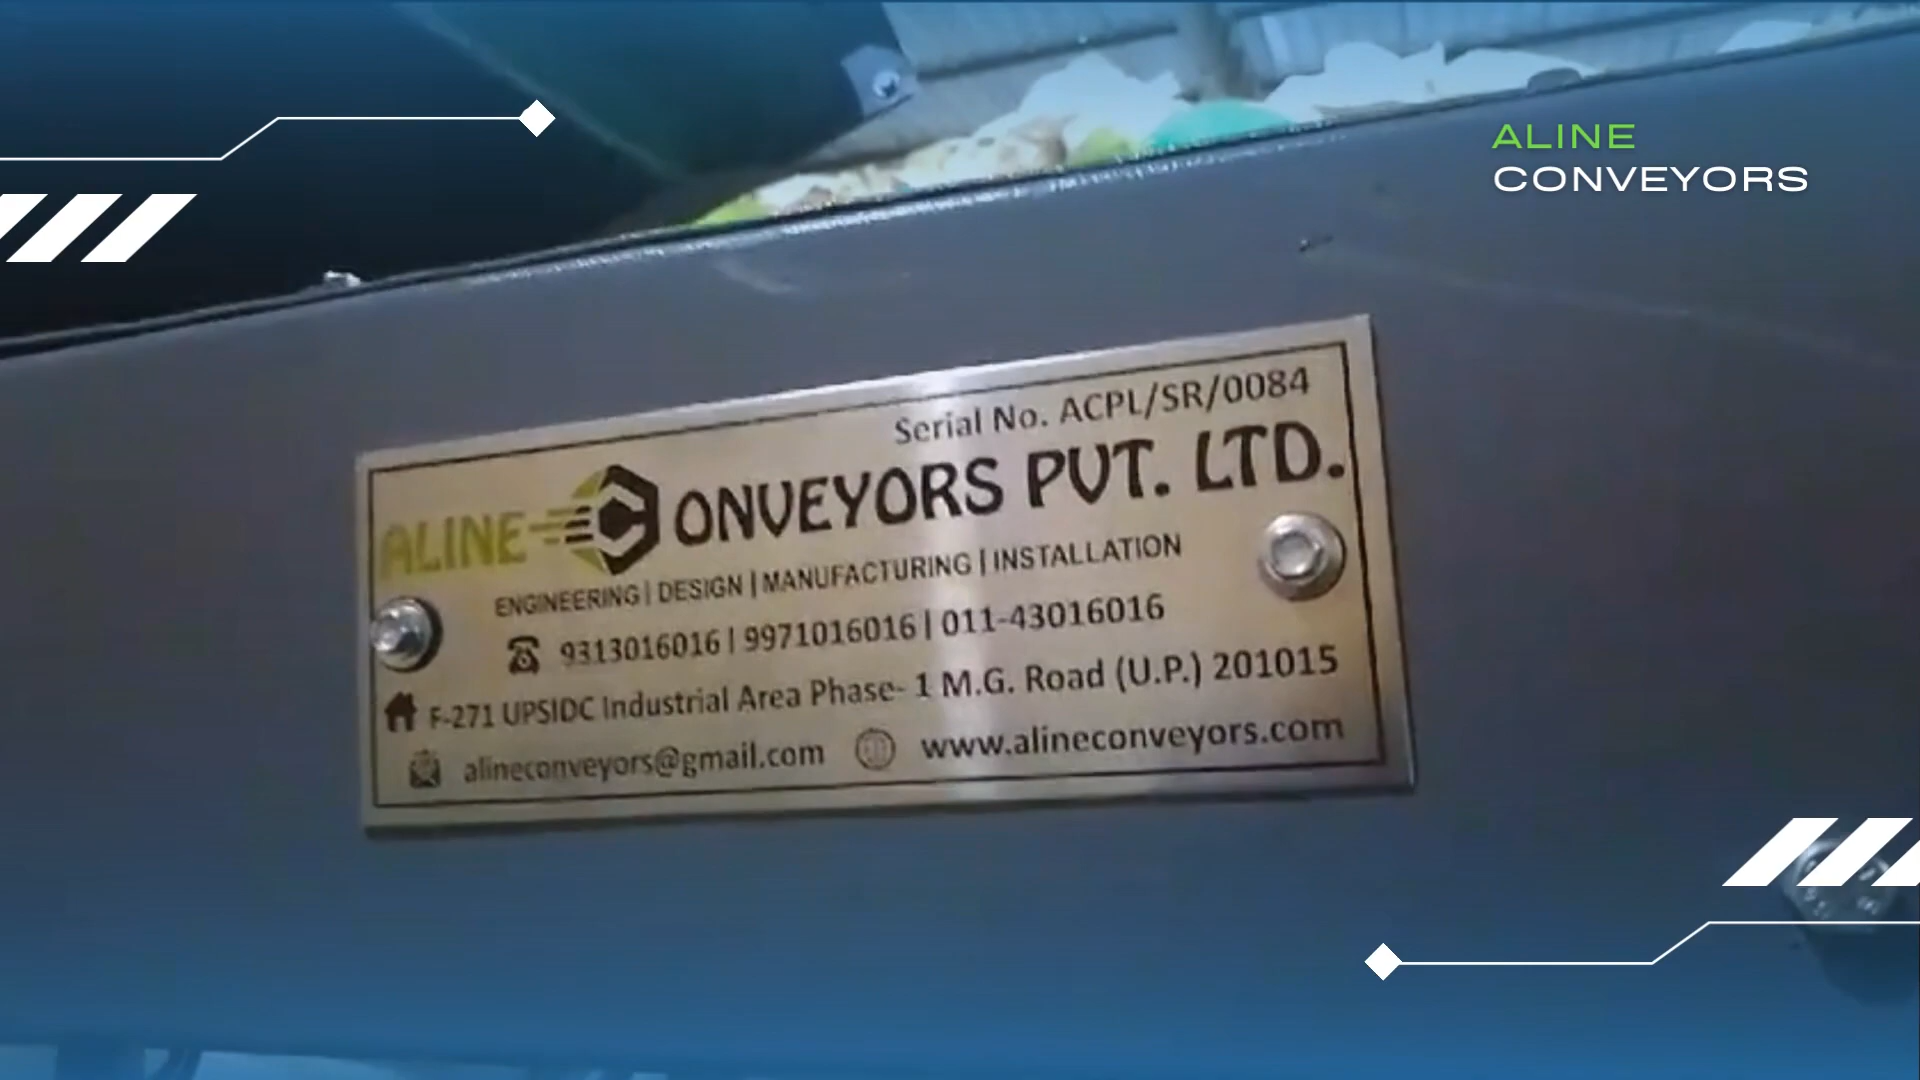 ALINE
CONVEYORS
Serial No. ACPL/SR/0084
ALINE CONVEYORS PVT. LTD.
ENGINEERING | DESIGN | MANUFACTURING | INSTALLATION
9313016016 | 9971016016 | 011-43016016
F-271 UPSIDC Industrial Area Phase- 1 M.G. Road (U.P.) 201015
alineconveyors@gmail.com www.alineconveyors.com